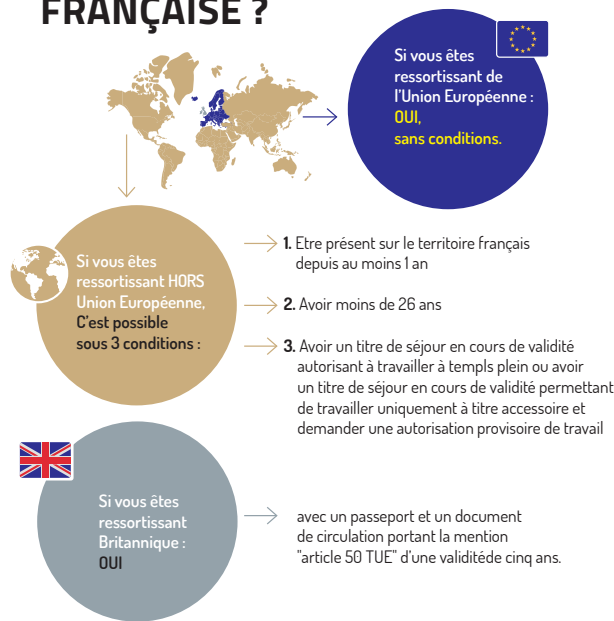 FRANÇAISE ?
Si vous êtes
ressortissant de
l'Union Européenne :
OUI,
sans conditions.
Si vous êtes
ressortissant HORS
Union Européenne,
C'est possible
sous 3 conditions :
1. Etre présent sur le territoire français
depuis au moins 1 an
2. Avoir moins de 26 ans
3. Avoir un titre de séjour en cours de validité
autorisant à travailler à templs plein ou avoir
un titre de séjour en cours de validité permettant
de travailler uniquement à titre accessoire et
demander une autorisation provisoire de travail
Si vous êtes
ressortissant
Britannique :
OUI
avec un passeport et un document
de circulation portant la mention
"article 50 TUE" d'une validitéde cinq ans.